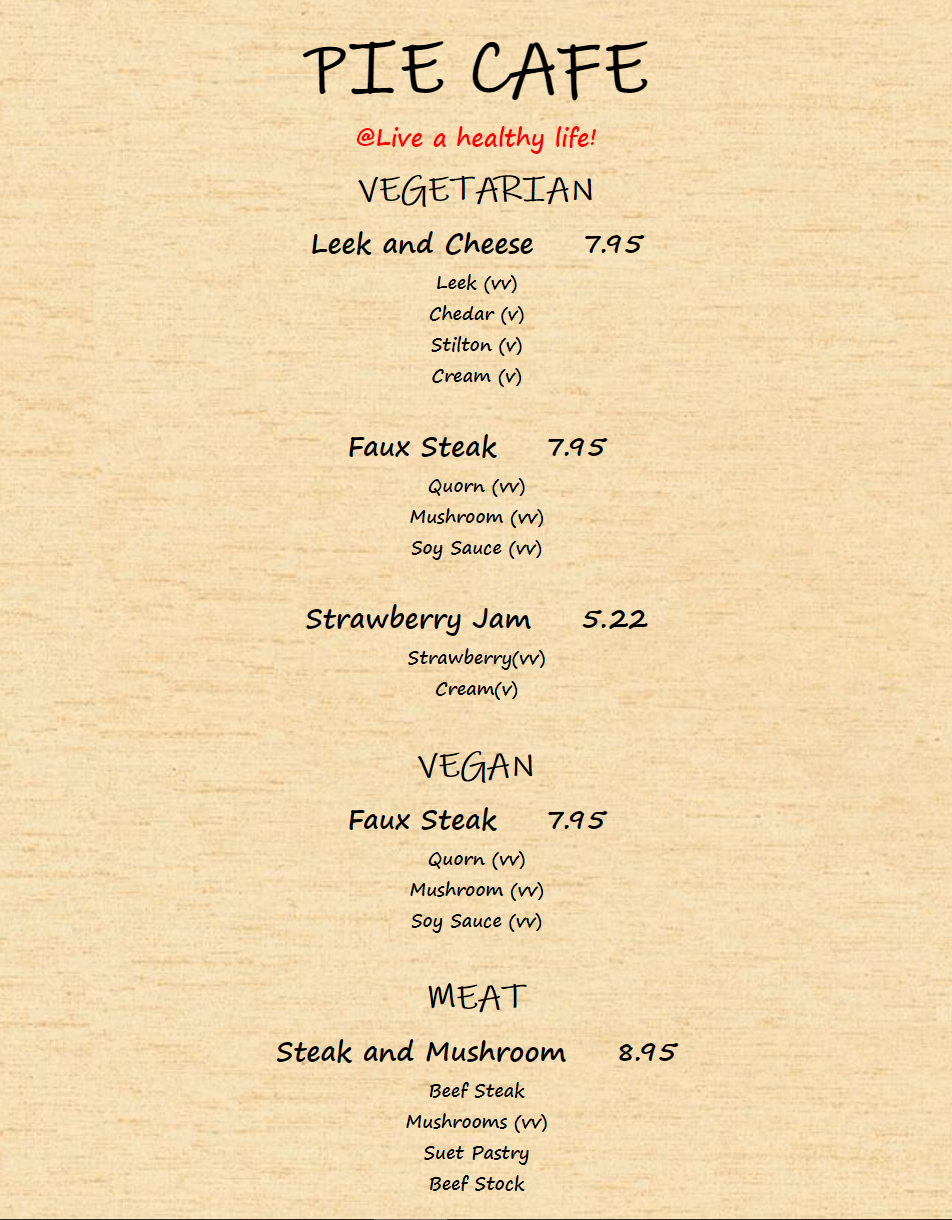 PIE CAFE
@Live a healthy life!
VEGETARIAN
Leek and Cheese 7.95
Leek (vv)
Chedar (v)
Stilton (v)
Cream (v)
Faux Steak 7.95
Quorn (vv)
Mushroom (vv)
Soy Sauce (vv)
Strawberry Jam 5.22
Strawberry(vv)
Cream(v)
VEGAN
Faux Steak 7.95
Quorn (vv)
Mushroom (vv)
Soy Sauce (vv)
MEAT
Steak and Mushroom 8.95
Beef Steak
Mushrooms (vv)
Suet Pastry
Beef Stock